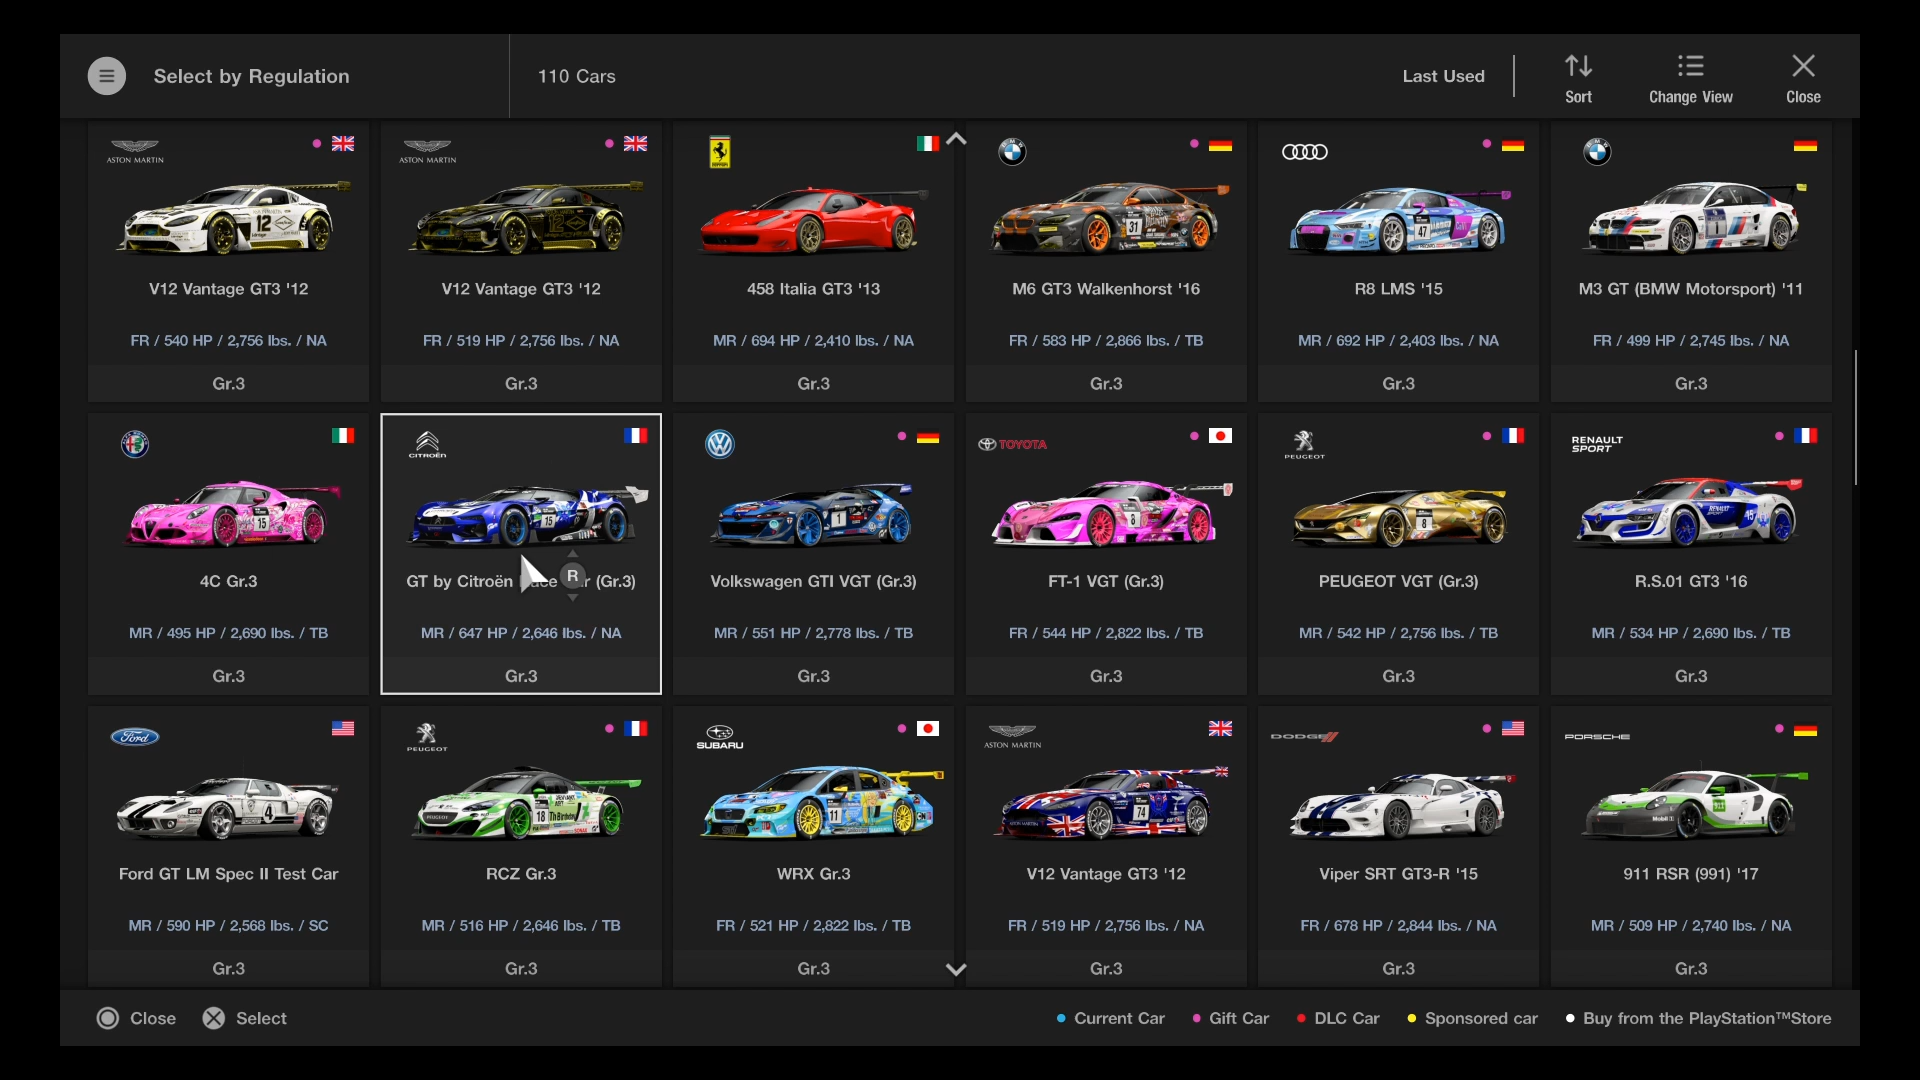 Select by Regulation
110 Cars
Last Used
Sort
Change View
Close
ASTON MARTIN
V12 Vantage GT3 '12
FR / 540 HP / 2,756 lbs. / NA
Gr.3
ASTON MARTIN
V12 Vantage GT3 '12
FR / 519 HP / 2,756 lbs. / NA
Gr.3
458 Italia GT3 '13
MR / 694 HP / 2,410 lbs. / NA
Gr.3
M6 GT3 Walkenhorst '16
FR / 583 HP / 2,866 lbs. / TB
Gr.3
R8 LMS '15
MR / 692 HP / 2,403 lbs. / NA
Gr.3
M3 GT (BMW Motorsport) '11
FR / 499 HP / 2,745 lbs. / NA
Gr.3
4C Gr.3
MR / 495 HP / 2,690 lbs. / TB
Gr.3
CITROËN
GT by Citroën (Gr.3)
R
MR / 647 HP / 2,646 lbs. / NA
Gr.3
Volkswagen GTI VGT (Gr.3)
MR / 551 HP / 2,778 lbs. / TB
Gr.3
TOYOTA
FT-1 VGT (Gr.3)
FR / 544 HP / 2,822 lbs. / TB
Gr.3
PEUGEOT
PEUGEOT VGT (Gr.3)
MR / 542 HP / 2,756 lbs. / TB
Gr.3
RENAULT
SPORT
R.S.01 GT3 '16
MR / 534 HP / 2,690 lbs. / TB
Gr.3
Ford
Ford GT LM Spec II Test Car
MR / 590 HP / 2,568 lbs. / SC
Gr.3
PEUGEOT
RCZ Gr.3
MR / 516 HP / 2,646 lbs. / TB
Gr.3
SUBARU
WRX Gr.3
FR / 521 HP / 2,822 lbs. / TB
Gr.3
ASTON MARTIN
V12 Vantage GT3 '12
FR / 519 HP / 2,756 lbs. / NA
Gr.3
DODGE
Viper SRT GT3-R '15
FR / 678 HP / 2,844 lbs. / NA
Gr.3
PORSCHE
911 RSR (991) '17
MR / 509 HP / 2,740 lbs. / NA
Gr.3
Close
Select
Current Car
Gift Car
DLC Car
Sponsored car
Buy from the PlayStation™Store